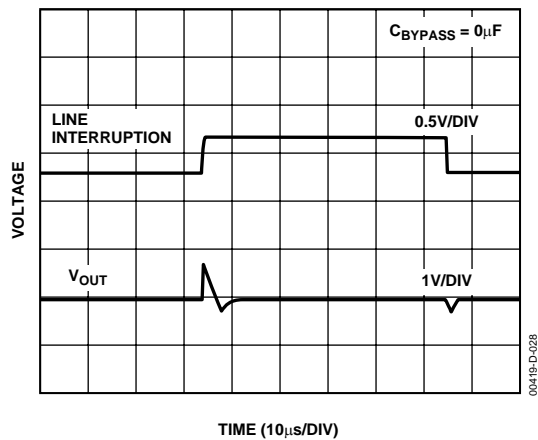 C_BYPASS = 0μF
LINE
INTERRUPTION
0.5V/DIV
VOLTAGE
V_OUT
1V/DIV
00419-D-028
TIME (10μs/DIV)